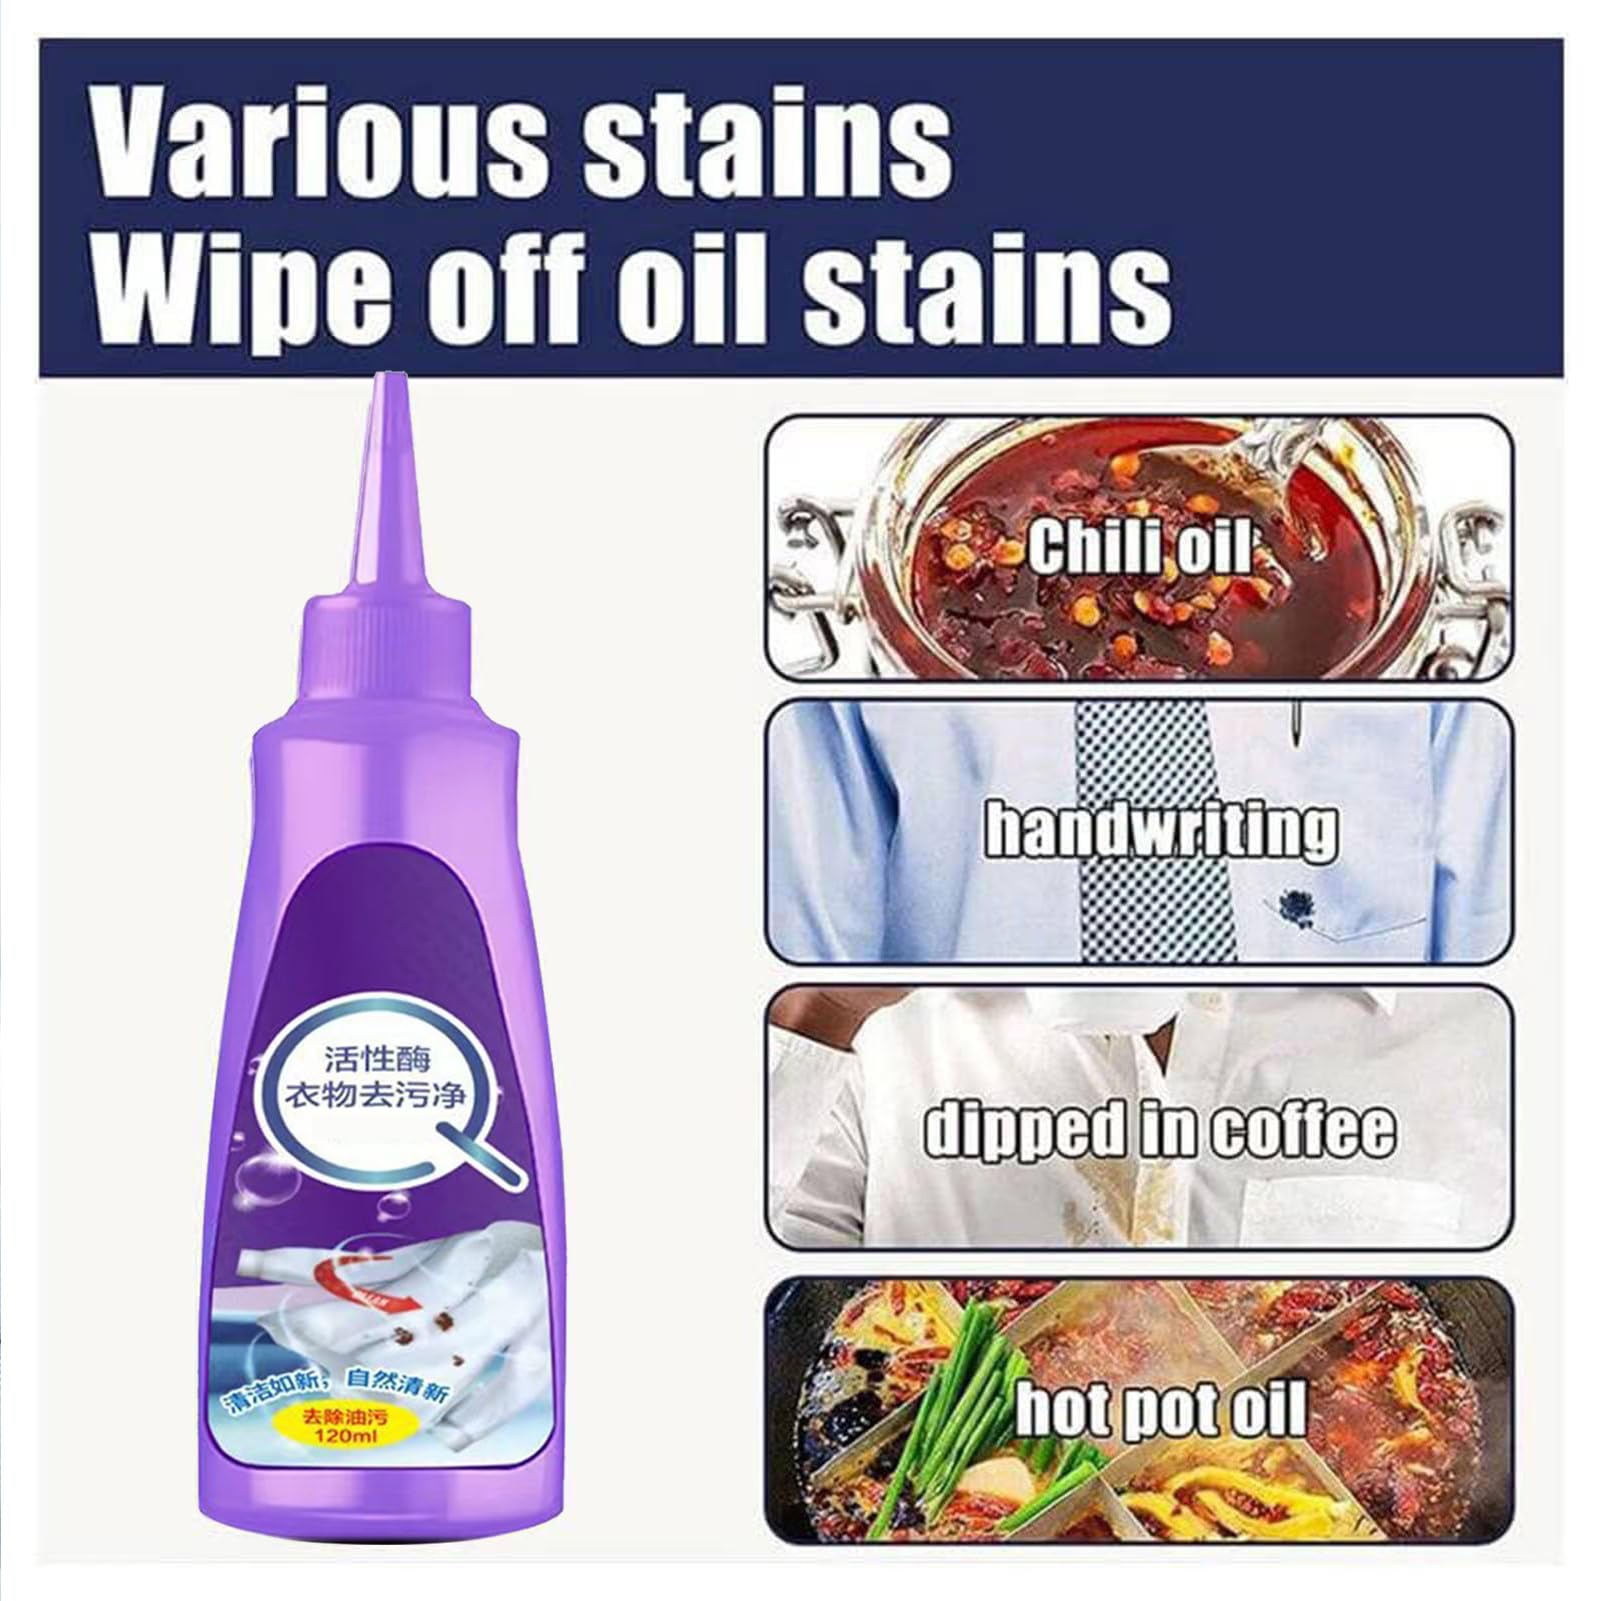 Various stains
Wipe off oil stains
Chili oil
handwriting
dipped in coffee
hot pot oil
活性酶
衣物去污净
清洁如新，自然清新
去除油污
120ml